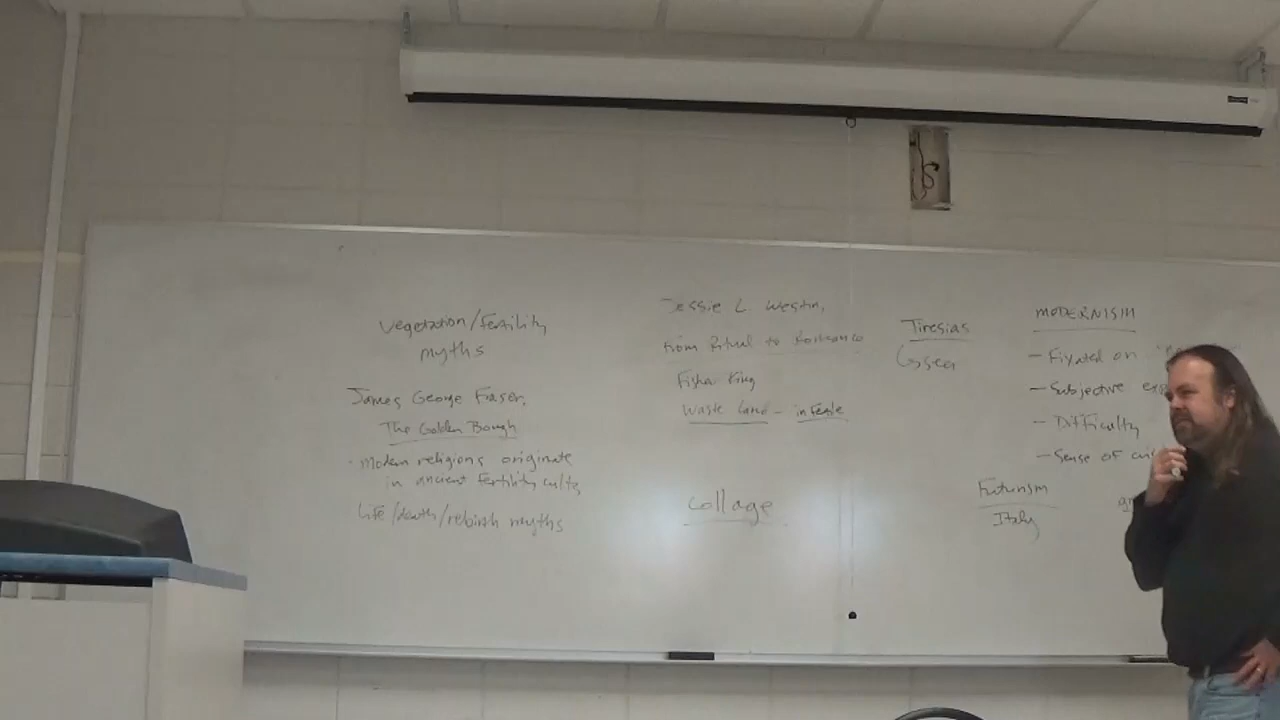 vegetation/fertility
myths
James George Fraser,
The Golden Bough
- Modern religions originate
in ancient fertility cults
Life/death/rebirth myths
Jessie L Weston,
From Ritual to Romance
Fisher King
Waste Land - infertile
collage
Tiresias
MODERNISM
- Fixated on
- Subjective
- Difficulty
- Sense of
Futurism
Italy